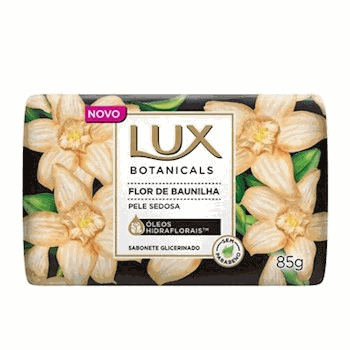 NOVO
LUX
BOTANICALS
FLOR DE BAUNILHA
PELE SEDOSA
ÓLEOS
HIDRAFLORAIS™
SABONETE GLICERINADO
SEM
PARABENO
85g